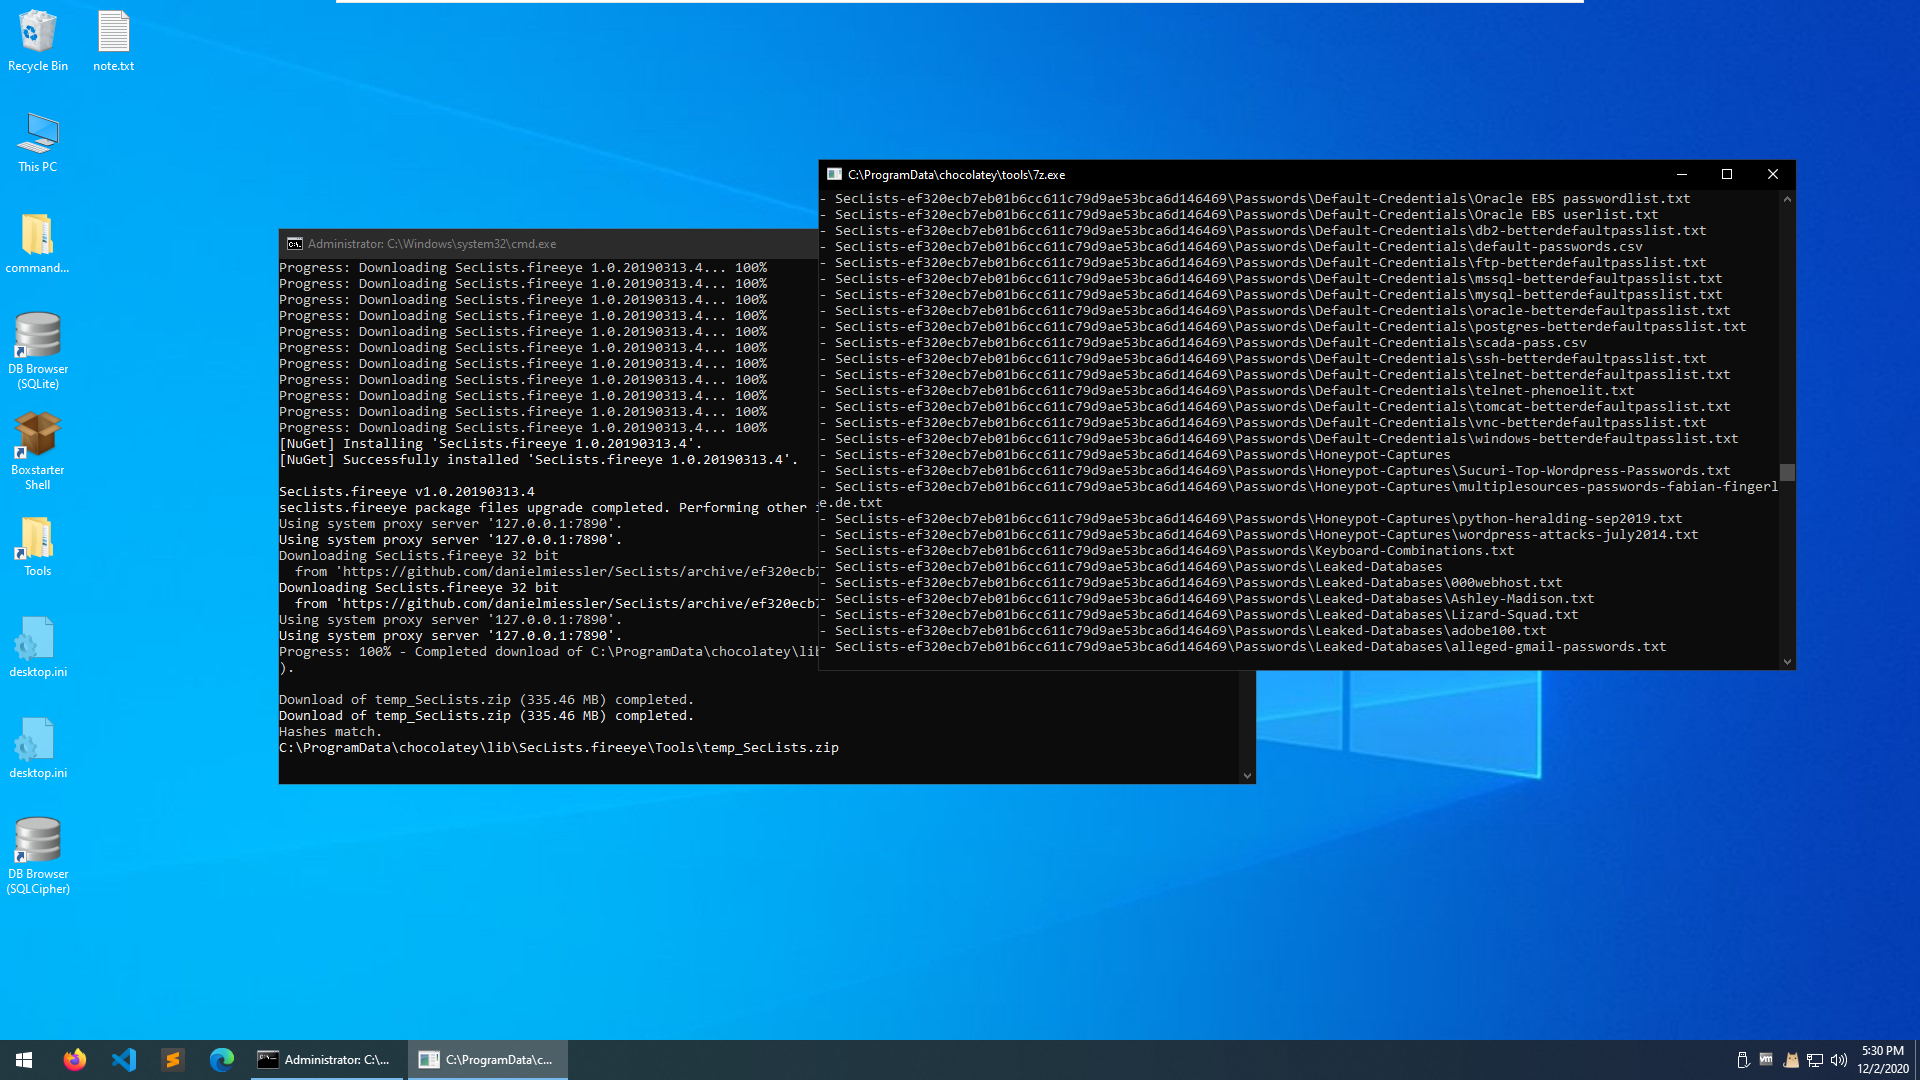 Recycle Bin
note.txt
This PC
command...
DB Browser
(SQLite)
Boxstarter
Shell
Tools
desktop.ini
desktop.ini
DB Browser
(SQLCipher)
Administrator: C:\Windows\system32\cmd.exe
Progress: Downloading SecLists.fireeye 1.0.20190313.4... 100%
Progress: Downloading SecLists.fireeye 1.0.20190313.4... 100%
Progress: Downloading SecLists.fireeye 1.0.20190313.4... 100%
Progress: Downloading SecLists.fireeye 1.0.20190313.4... 100%
Progress: Downloading SecLists.fireeye 1.0.20190313.4... 100%
Progress: Downloading SecLists.fireeye 1.0.20190313.4... 100%
Progress: Downloading SecLists.fireeye 1.0.20190313.4... 100%
Progress: Downloading SecLists.fireeye 1.0.20190313.4... 100%
Progress: Downloading SecLists.fireeye 1.0.20190313.4... 100%
Progress: Downloading SecLists.fireeye 1.0.20190313.4... 100%
Progress: Downloading SecLists.fireeye 1.0.20190313.4... 100%
[NuGet] Installing 'SecLists.fireeye 1.0.20190313.4'.
[NuGet] Successfully installed 'SecLists.fireeye 1.0.20190313.4'.
SecLists.fireeye v1.0.20190313.4
seclists.fireeye package files upgrade completed. Performing other
Using system proxy server '127.0.0.1:7890'.
Using system proxy server '127.0.0.1:7890'.
Downloading SecLists.fireeye 32 bit
from 'https://github.com/danielmiessler/SecLists/archive/ef320ecb7
Downloading SecLists.fireeye 32 bit
from 'https://github.com/danielmiessler/SecLists/archive/ef320ecb7
Using system proxy server '127.0.0.1:7890'.
Using system proxy server '127.0.0.1:7890'.
Progress: 100% - Completed download of C:\ProgramData\chocolatey\lib
).
Download of temp_SecLists.zip (335.46 MB) completed.
Download of temp_SecLists.zip (335.46 MB) completed.
Hashes match.
C:\ProgramData\chocolatey\lib\SecLists.fireeye\Tools\temp_SecLists.zip
C:\ProgramData\chocolatey\tools\7z.exe
- SecLists-ef320ecb7eb01b6cc611c79d9ae53bca6d146469\Passwords\Default-Credentials\Oracle EBS passwordlist.txt
- SecLists-ef320ecb7eb01b6cc611c79d9ae53bca6d146469\Passwords\Default-Credentials\Oracle EBS userlist.txt
- SecLists-ef320ecb7eb01b6cc611c79d9ae53bca6d146469\Passwords\Default-Credentials\db2-betterdefaultpasslist.txt
- SecLists-ef320ecb7eb01b6cc611c79d9ae53bca6d146469\Passwords\Default-Credentials\default-passwords.csv
- SecLists-ef320ecb7eb01b6cc611c79d9ae53bca6d146469\Passwords\Default-Credentials\ftp-betterdefaultpasslist.txt
- SecLists-ef320ecb7eb01b6cc611c79d9ae53bca6d146469\Passwords\Default-Credentials\mssql-betterdefaultpasslist.txt
- SecLists-ef320ecb7eb01b6cc611c79d9ae53bca6d146469\Passwords\Default-Credentials\mysql-betterdefaultpasslist.txt
- SecLists-ef320ecb7eb01b6cc611c79d9ae53bca6d146469\Passwords\Default-Credentials\oracle-betterdefaultpasslist.txt
- SecLists-ef320ecb7eb01b6cc611c79d9ae53bca6d146469\Passwords\Default-Credentials\postgres-betterdefaultpasslist.txt
- SecLists-ef320ecb7eb01b6cc611c79d9ae53bca6d146469\Passwords\Default-Credentials\scada-pass.csv
- SecLists-ef320ecb7eb01b6cc611c79d9ae53bca6d146469\Passwords\Default-Credentials\ssh-betterdefaultpasslist.txt
- SecLists-ef320ecb7eb01b6cc611c79d9ae53bca6d146469\Passwords\Default-Credentials\telnet-betterdefaultpasslist.txt
- SecLists-ef320ecb7eb01b6cc611c79d9ae53bca6d146469\Passwords\Default-Credentials\telnet-phenoelit.txt
- SecLists-ef320ecb7eb01b6cc611c79d9ae53bca6d146469\Passwords\Default-Credentials\tomcat-betterdefaultpasslist.txt
- SecLists-ef320ecb7eb01b6cc611c79d9ae53bca6d146469\Passwords\Default-Credentials\vnc-betterdefaultpasslist.txt
- SecLists-ef320ecb7eb01b6cc611c79d9ae53bca6d146469\Passwords\Default-Credentials\windows-betterdefaultpasslist.txt
- SecLists-ef320ecb7eb01b6cc611c79d9ae53bca6d146469\Passwords\Honeypot-Captures
- SecLists-ef320ecb7eb01b6cc611c79d9ae53bca6d146469\Passwords\Honeypot-Captures\Sucuri-Top-Wordpress-Passwords.txt
- SecLists-ef320ecb7eb01b6cc611c79d9ae53bca6d146469\Passwords\Honeypot-Captures\multiplesources-passwords-fabian-fingerl
e.de.txt
- SecLists-ef320ecb7eb01b6cc611c79d9ae53bca6d146469\Passwords\Honeypot-Captures\python-heralding-sep2019.txt
- SecLists-ef320ecb7eb01b6cc611c79d9ae53bca6d146469\Passwords\Honeypot-Captures\wordpress-attacks-july2014.txt
- SecLists-ef320ecb7eb01b6cc611c79d9ae53bca6d146469\Passwords\Keyboard-Combinations.txt
- SecLists-ef320ecb7eb01b6cc611c79d9ae53bca6d146469\Passwords\Leaked-Databases
- SecLists-ef320ecb7eb01b6cc611c79d9ae53bca6d146469\Passwords\Leaked-Databases\000webhost.txt
- SecLists-ef320ecb7eb01b6cc611c79d9ae53bca6d146469\Passwords\Leaked-Databases\Ashley-Madison.txt
- SecLists-ef320ecb7eb01b6cc611c79d9ae53bca6d146469\Passwords\Leaked-Databases\Lizard-Squad.txt
- SecLists-ef320ecb7eb01b6cc611c79d9ae53bca6d146469\Passwords\Leaked-Databases\adobe100.txt
- SecLists-ef320ecb7eb01b6cc611c79d9ae53bca6d146469\Passwords\Leaked-Databases\alleged-gmail-passwords.txt
Administrator: C:\...
C:\ProgramData\c...
vm
5:30 PM
12/2/2020